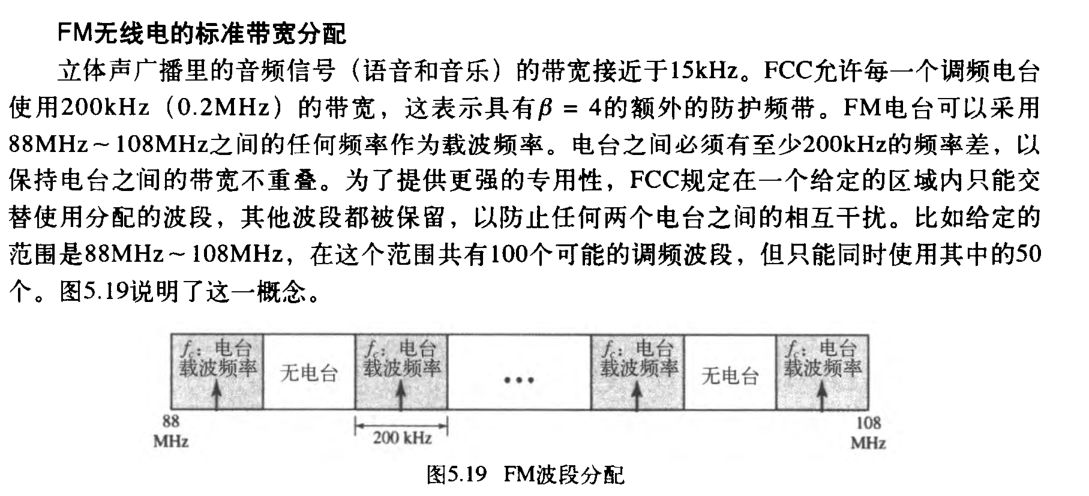 FM无线电的标准带宽分配
立体声广播里的音频信号（语音和音乐）的带宽接近于15kHz。FCC允许每一个调频电台
使用200kHz（0.2MHz）的带宽，这表示具有β = 4的额外的防护频带。FM电台可以采用
88MHz～108MHz之间的任何频率作为载波频率。电台之间必须有至少200kHz的频率差，以
保持电台之间的带宽不重叠。为了提供更强的专用性，FCC规定在一个给定的区域内只能交
替使用分配的波段，其他波段都被保留，以防止任何两个电台之间的相互干扰。比如给定的
范围是88MHz～108MHz，在这个范围共有100个可能的调频波段，但只能同时使用其中的50
个。图5.19说明了这一概念。
fc：电台
载波频率
无电台
fc：电台
载波频率
•••
fc：电台
载波频率
无电台
fc：电台
载波频率
88
MHz
200 kHz
108
MHz
图5.19 FM波段分配